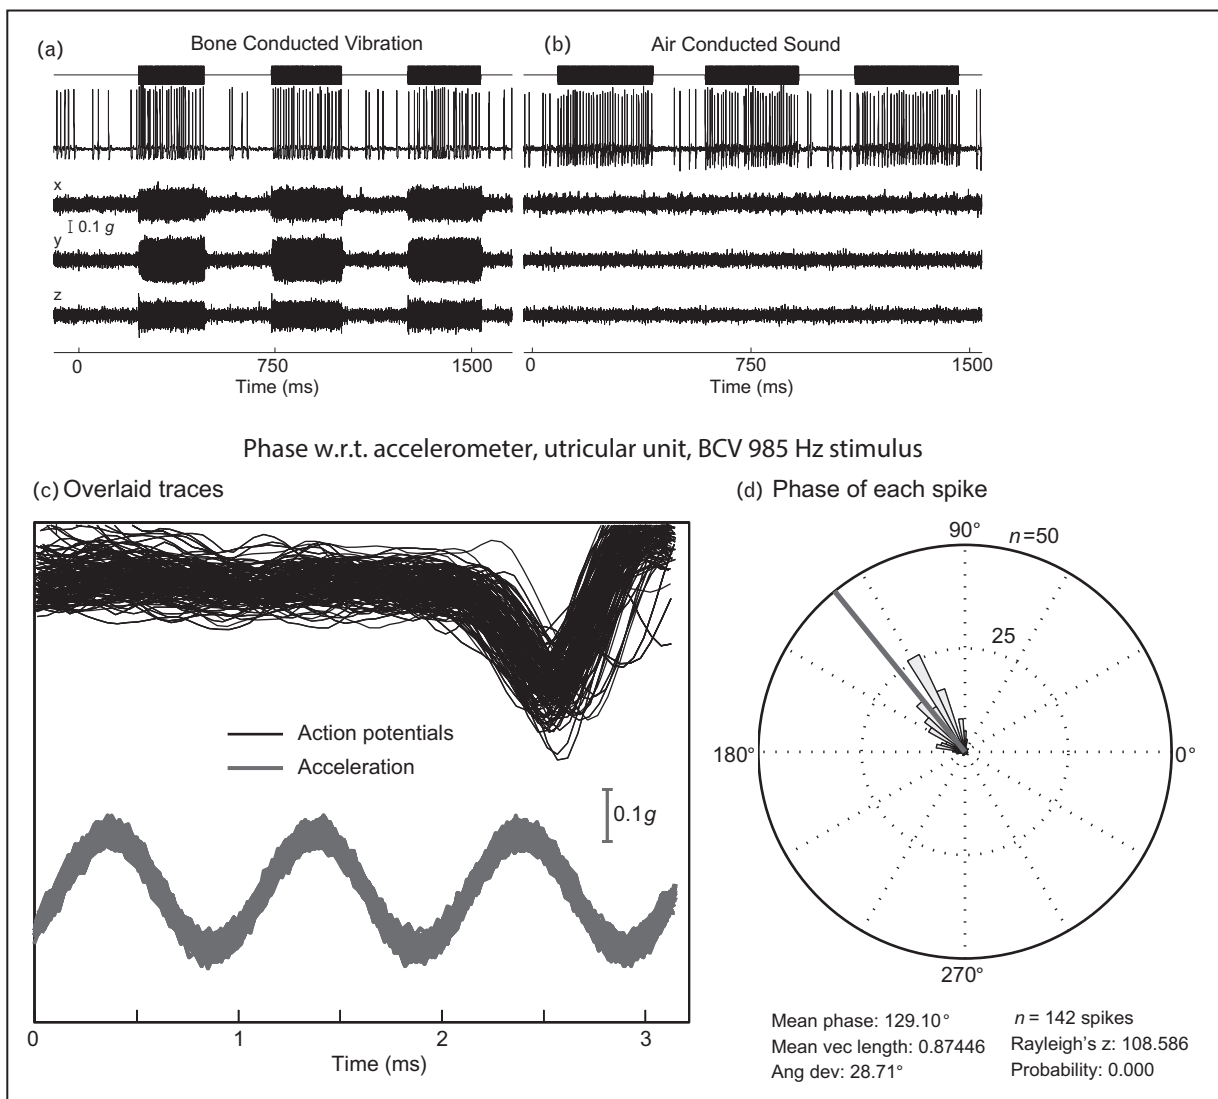 (a)
Bone Conducted Vibration
(b)
Air Conducted Sound
x
0.1 g
y
z
0
750
1500
Time (ms)
0
750
1500
Time (ms)
Phase w.r.t. accelerometer, utricular unit, BCV 985 Hz stimulus
(c) Overlaid traces
(d) Phase of each spike
Action potentials
Acceleration
0.1g
0
1
2
3
Time (ms)
90°
n=50
25
180°
0°
270°
Mean phase: 129.10°
n = 142 spikes
Mean vec length: 0.87446
Rayleigh's z: 108.586
Ang dev: 28.71°
Probability: 0.000